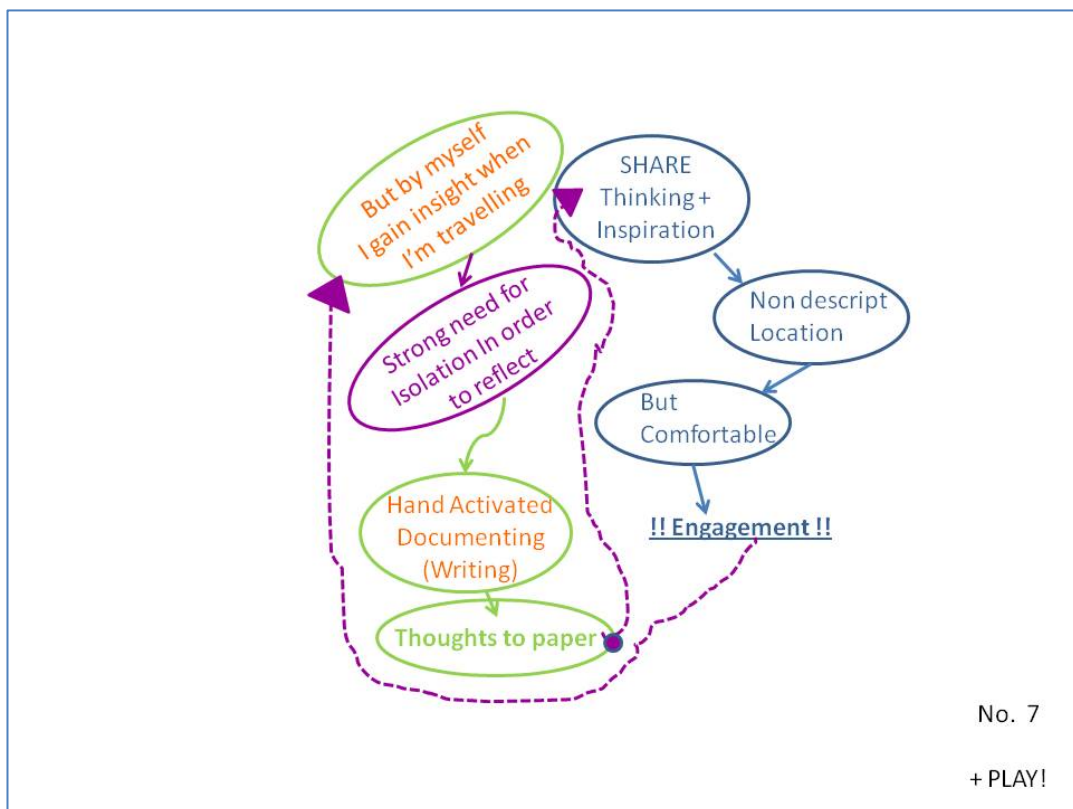 But by myself
I gain insight when
I'm travelling
Strong need for
Isolation In order
to reflect
Hand Activated
Documenting
(Writing)
Thoughts to paper
SHARE
Thinking +
Inspiration
Non descript
Location
But
Comfortable
!! Engagement !!
No. 7
+ PLAY!